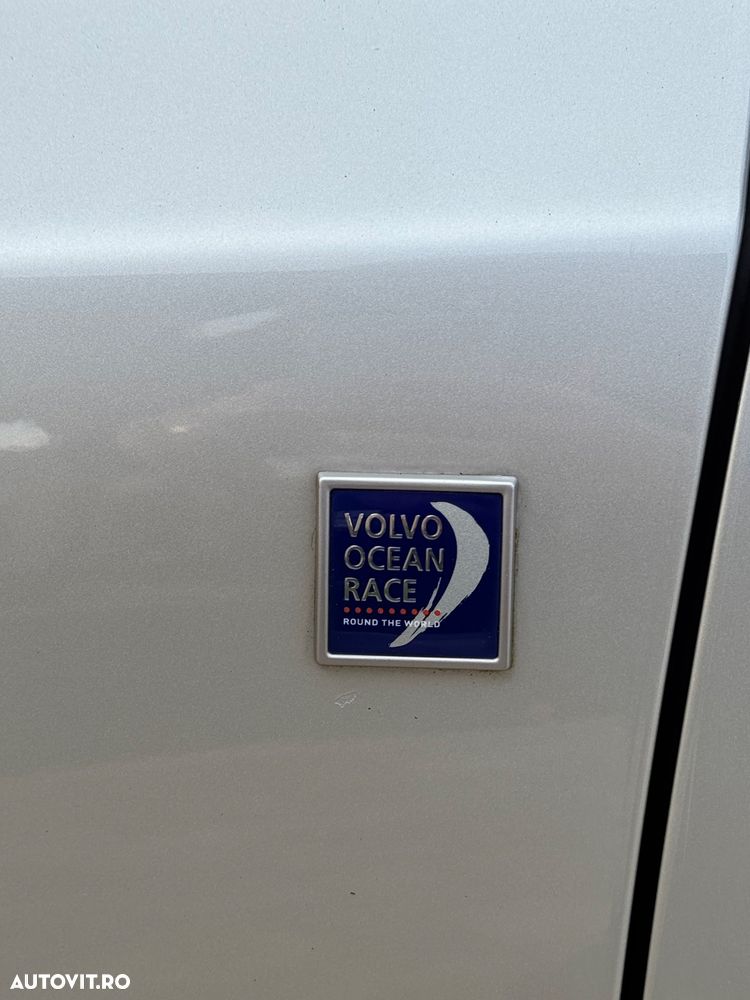 VOLVO
OCEAN
RACE
ROUND THE WORLD
AUTOVIT.RO